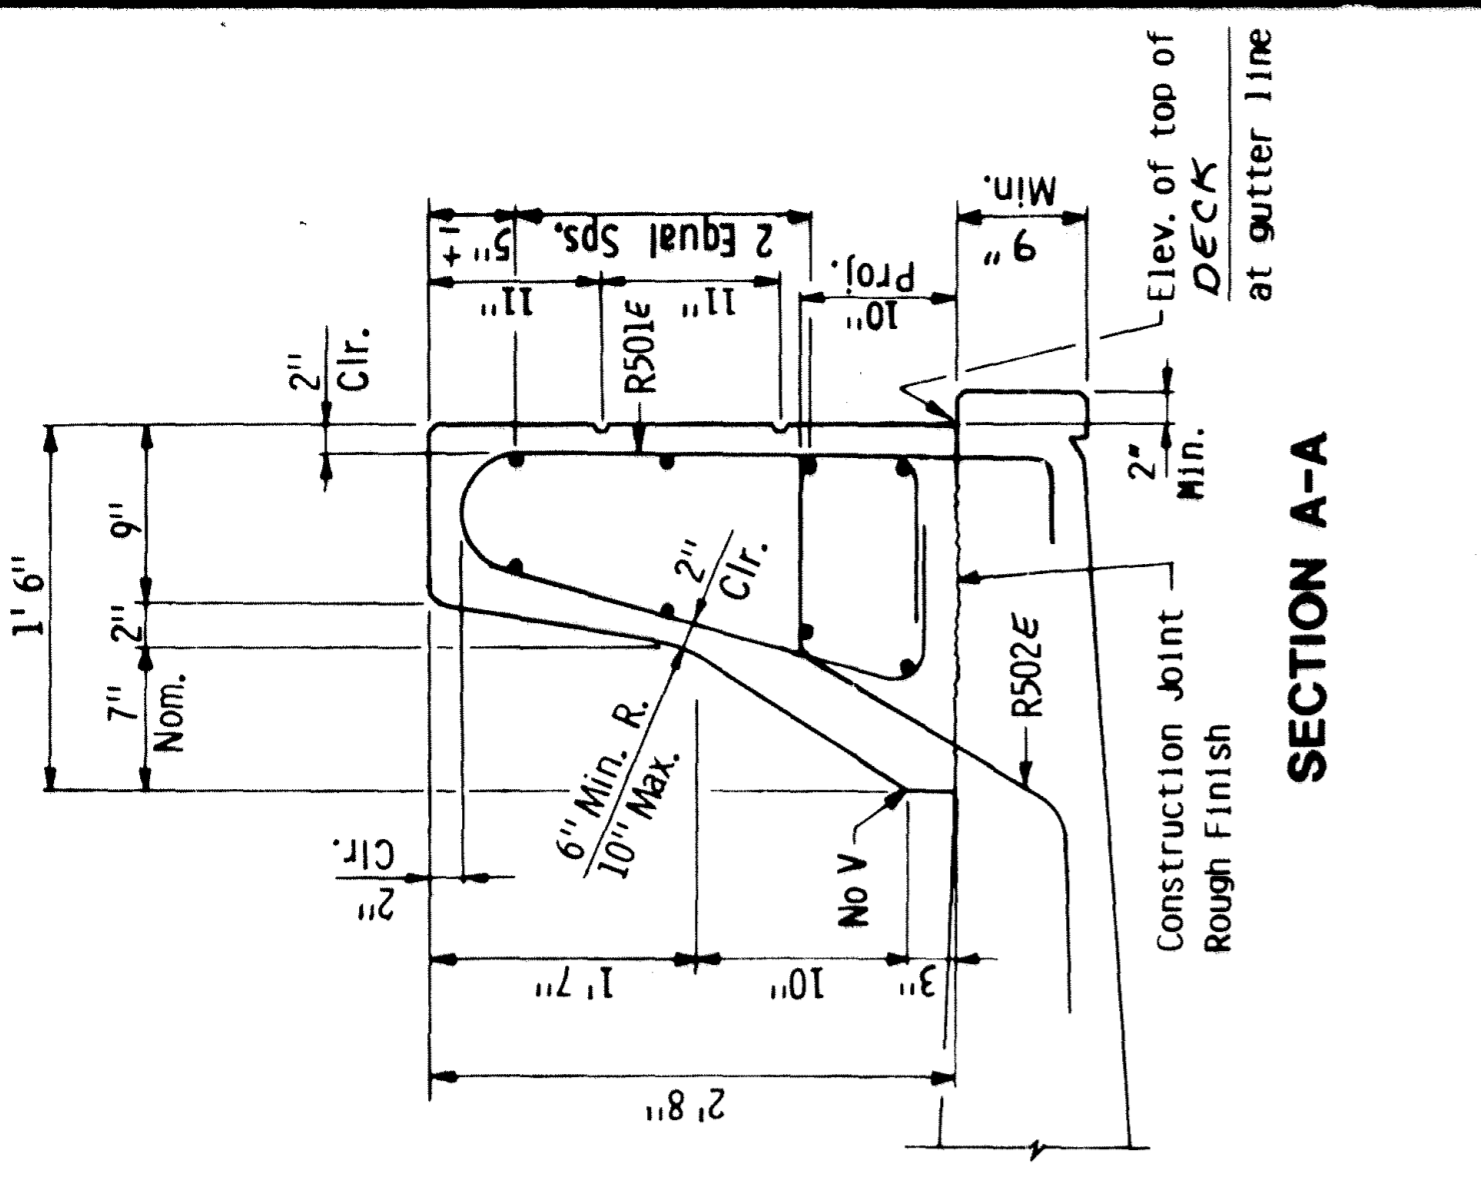 1' 6"
9"
2"
7"
Nom.
2"
Clr.
5" + -
2 Equal Sps.
11"
11"
R501E
10"
Proj.
9"
Min.
Elev. of top of
DECK
at gutter line
2"
Min.
2"
Clr.
6" Min. R.
10" Max.
2"
Clr.
No V
1' 7"
10"
3"
2' 8"
R502E
Construction Joint
Rough Finish
SECTION A-A